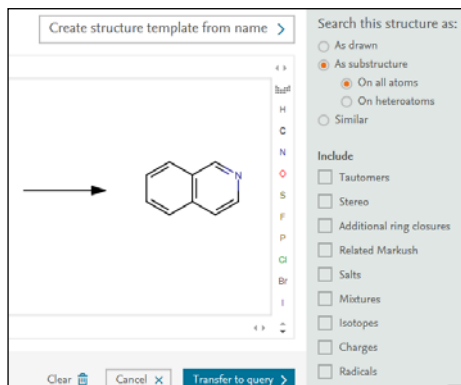 Create structure template from name >
H
C
N
O
S
F
P
Cl
Br
I
N
Clear
Cancel ×
Transfer to query >
Search this structure as:
As drawn
As substructure
On all atoms
On heteroatoms
Similar
Include
Tautomers
Stereo
Additional ring closures
Related Markush
Salts
Mixtures
Isotopes
Charges
Radicals